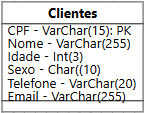 Clientes
CPF - VarChar(15): PK
Nome - VarChar(255)
Idade - Int(3)
Sexo - Char((10)
Telefone - VarChar(20)
Email - VarChar(255)